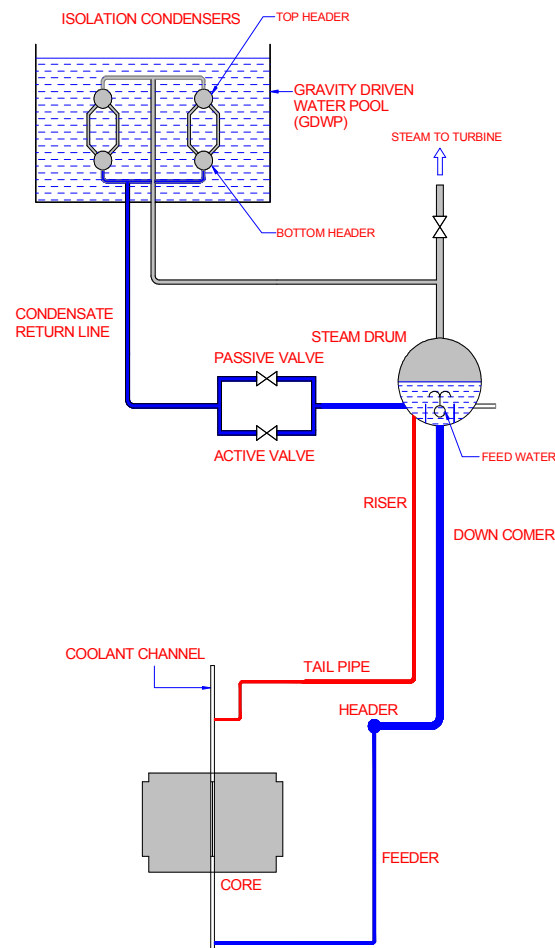 ISOLATION CONDENSERS
TOP HEADER
GRAVITY DRIVEN
WATER POOL
(GDWP)
STEAM TO TURBINE
BOTTOM HEADER
CONDENSATE
RETURN LINE
STEAM DRUM
PASSIVE VALVE
ACTIVE VALVE
FEED WATER
RISER
DOWN COMER
COOLANT CHANNEL
TAIL PIPE
HEADER
FEEDER
CORE